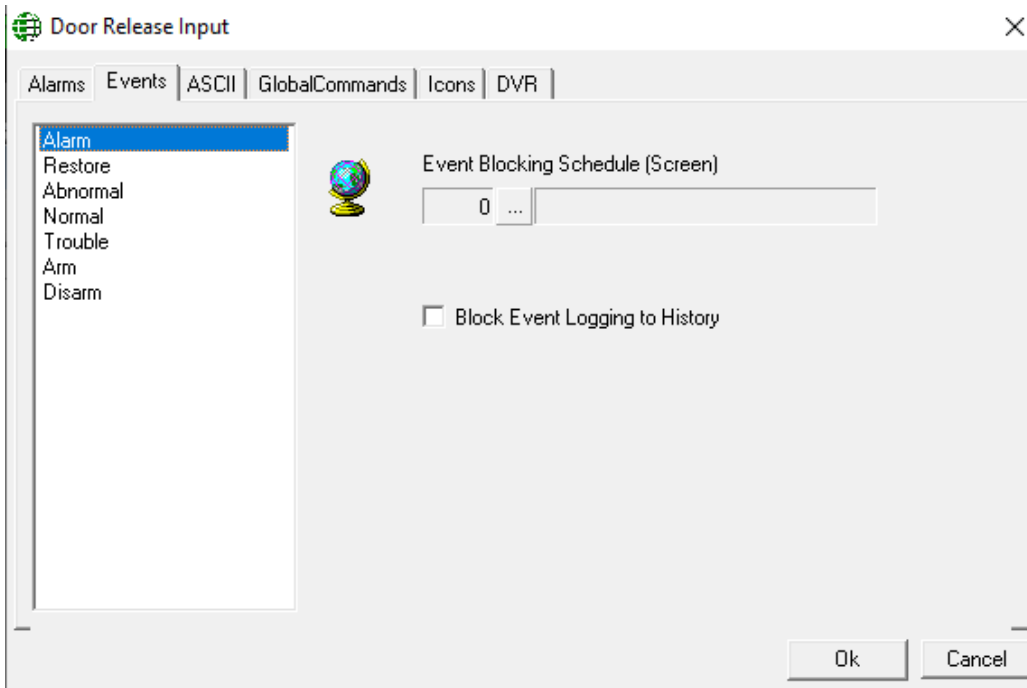 Door Release Input
Alarms Events ASCII GlobalCommands Icons DVR
Alarm
Restore
Abnormal
Normal
Trouble
Arm
Disarm
Event Blocking Schedule (Screen)
0 ...
Block Event Logging to History
Ok Cancel